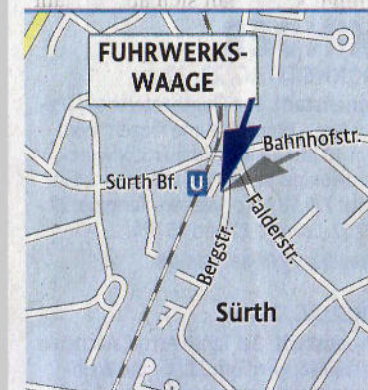 FUHRWERKS-
WAAGE
Bahnhofstr.
Sürth Bf. U
Falderstr.
Bergstr.
Sürth